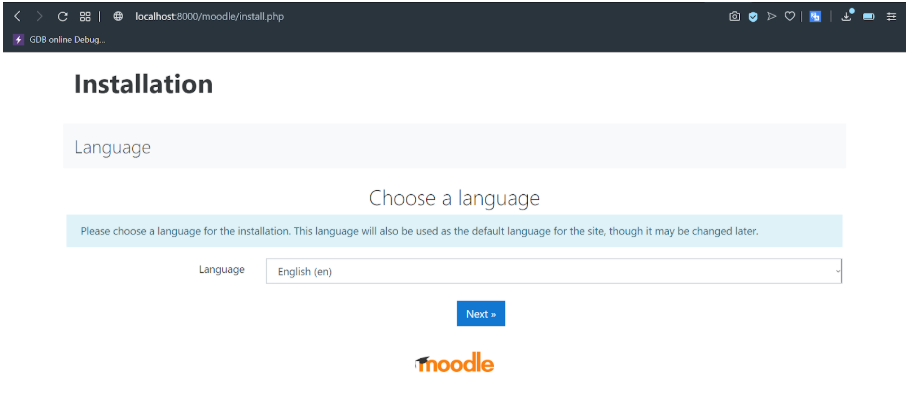 localhost:8000/moodle/install.php
GDB online Debug...
Installation
Language
Choose a language
Please choose a language for the installation. This language will also be used as the default language for the site, though it may be changed later.
Language
English (en)
Next »
moodle